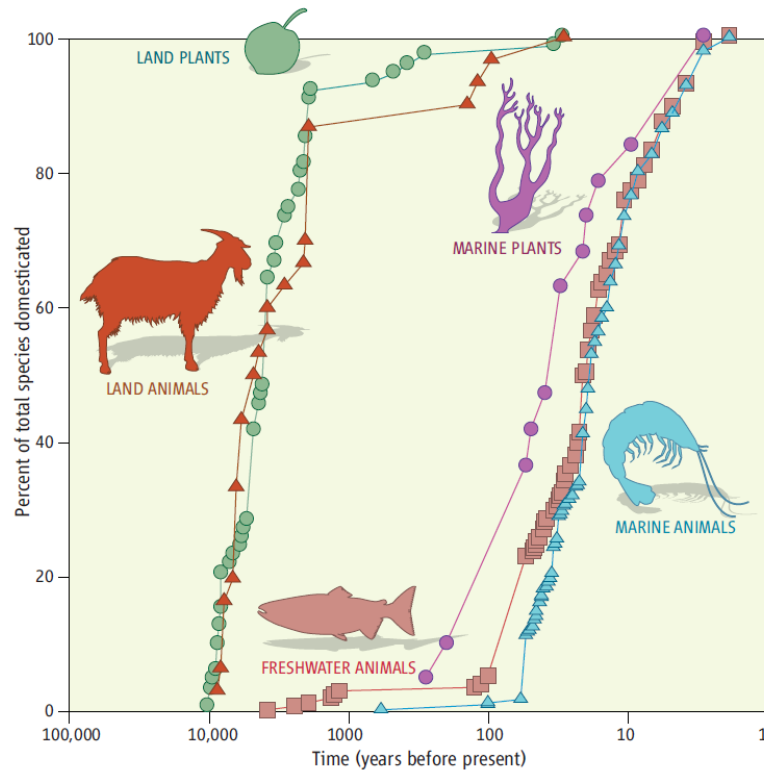 100
80
60
40
20
0
Percent of total species domesticated
LAND PLANTS
MARINE PLANTS
LAND ANIMALS
MARINE ANIMALS
FRESHWATER ANIMALS
100,000
10,000
1000
100
10
1
Time (years before present)